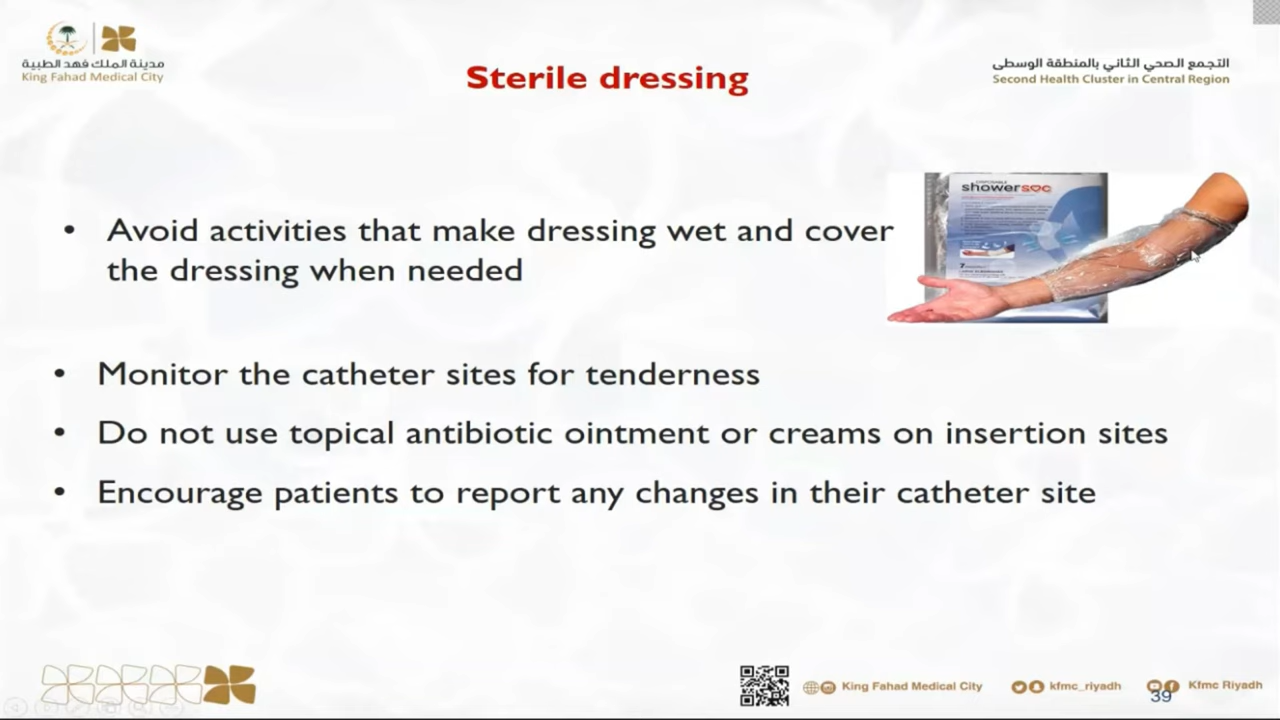 مدينة الملك فهد الطبية
King Fahad Medical City
التجمع الصحي الثاني بالمنطقة الوسطى
Second Health Cluster in Central Region
Sterile dressing
showersoc
7
• Avoid activities that make dressing wet and cover
the dressing when needed
• Monitor the catheter sites for tenderness
• Do not use topical antibiotic ointment or creams on insertion sites
• Encourage patients to report any changes in their catheter site
King Fahad Medical City
kfmc_riyadh
Kfmc Riyadh
39